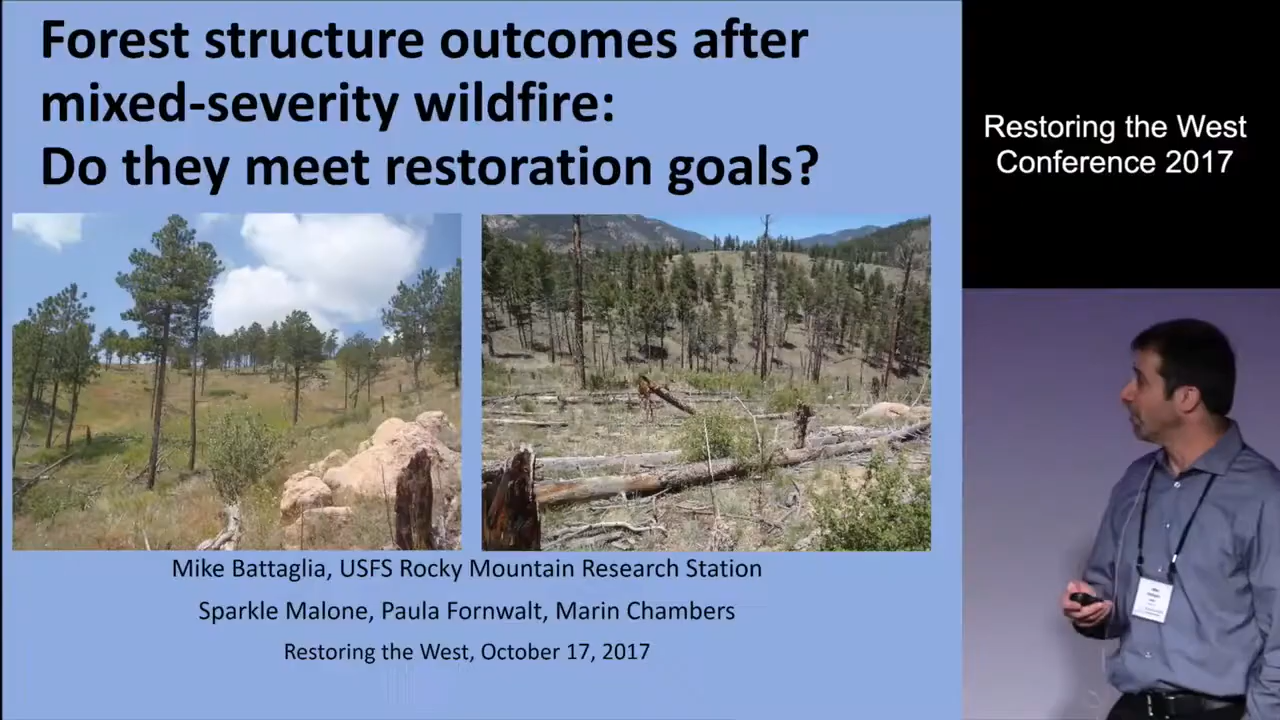 Forest structure outcomes after
mixed-severity wildfire:
Do they meet restoration goals?
Restoring the West
Conference 2017
Mike Battaglia, USFS Rocky Mountain Research Station
Sparkle Malone, Paula Fornwalt, Marin Chambers
Restoring the West, October 17, 2017